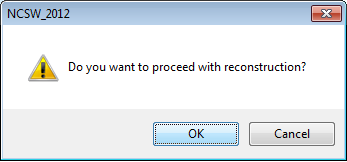 NCSW_2012
Do you want to proceed with reconstruction?
OK
Cancel